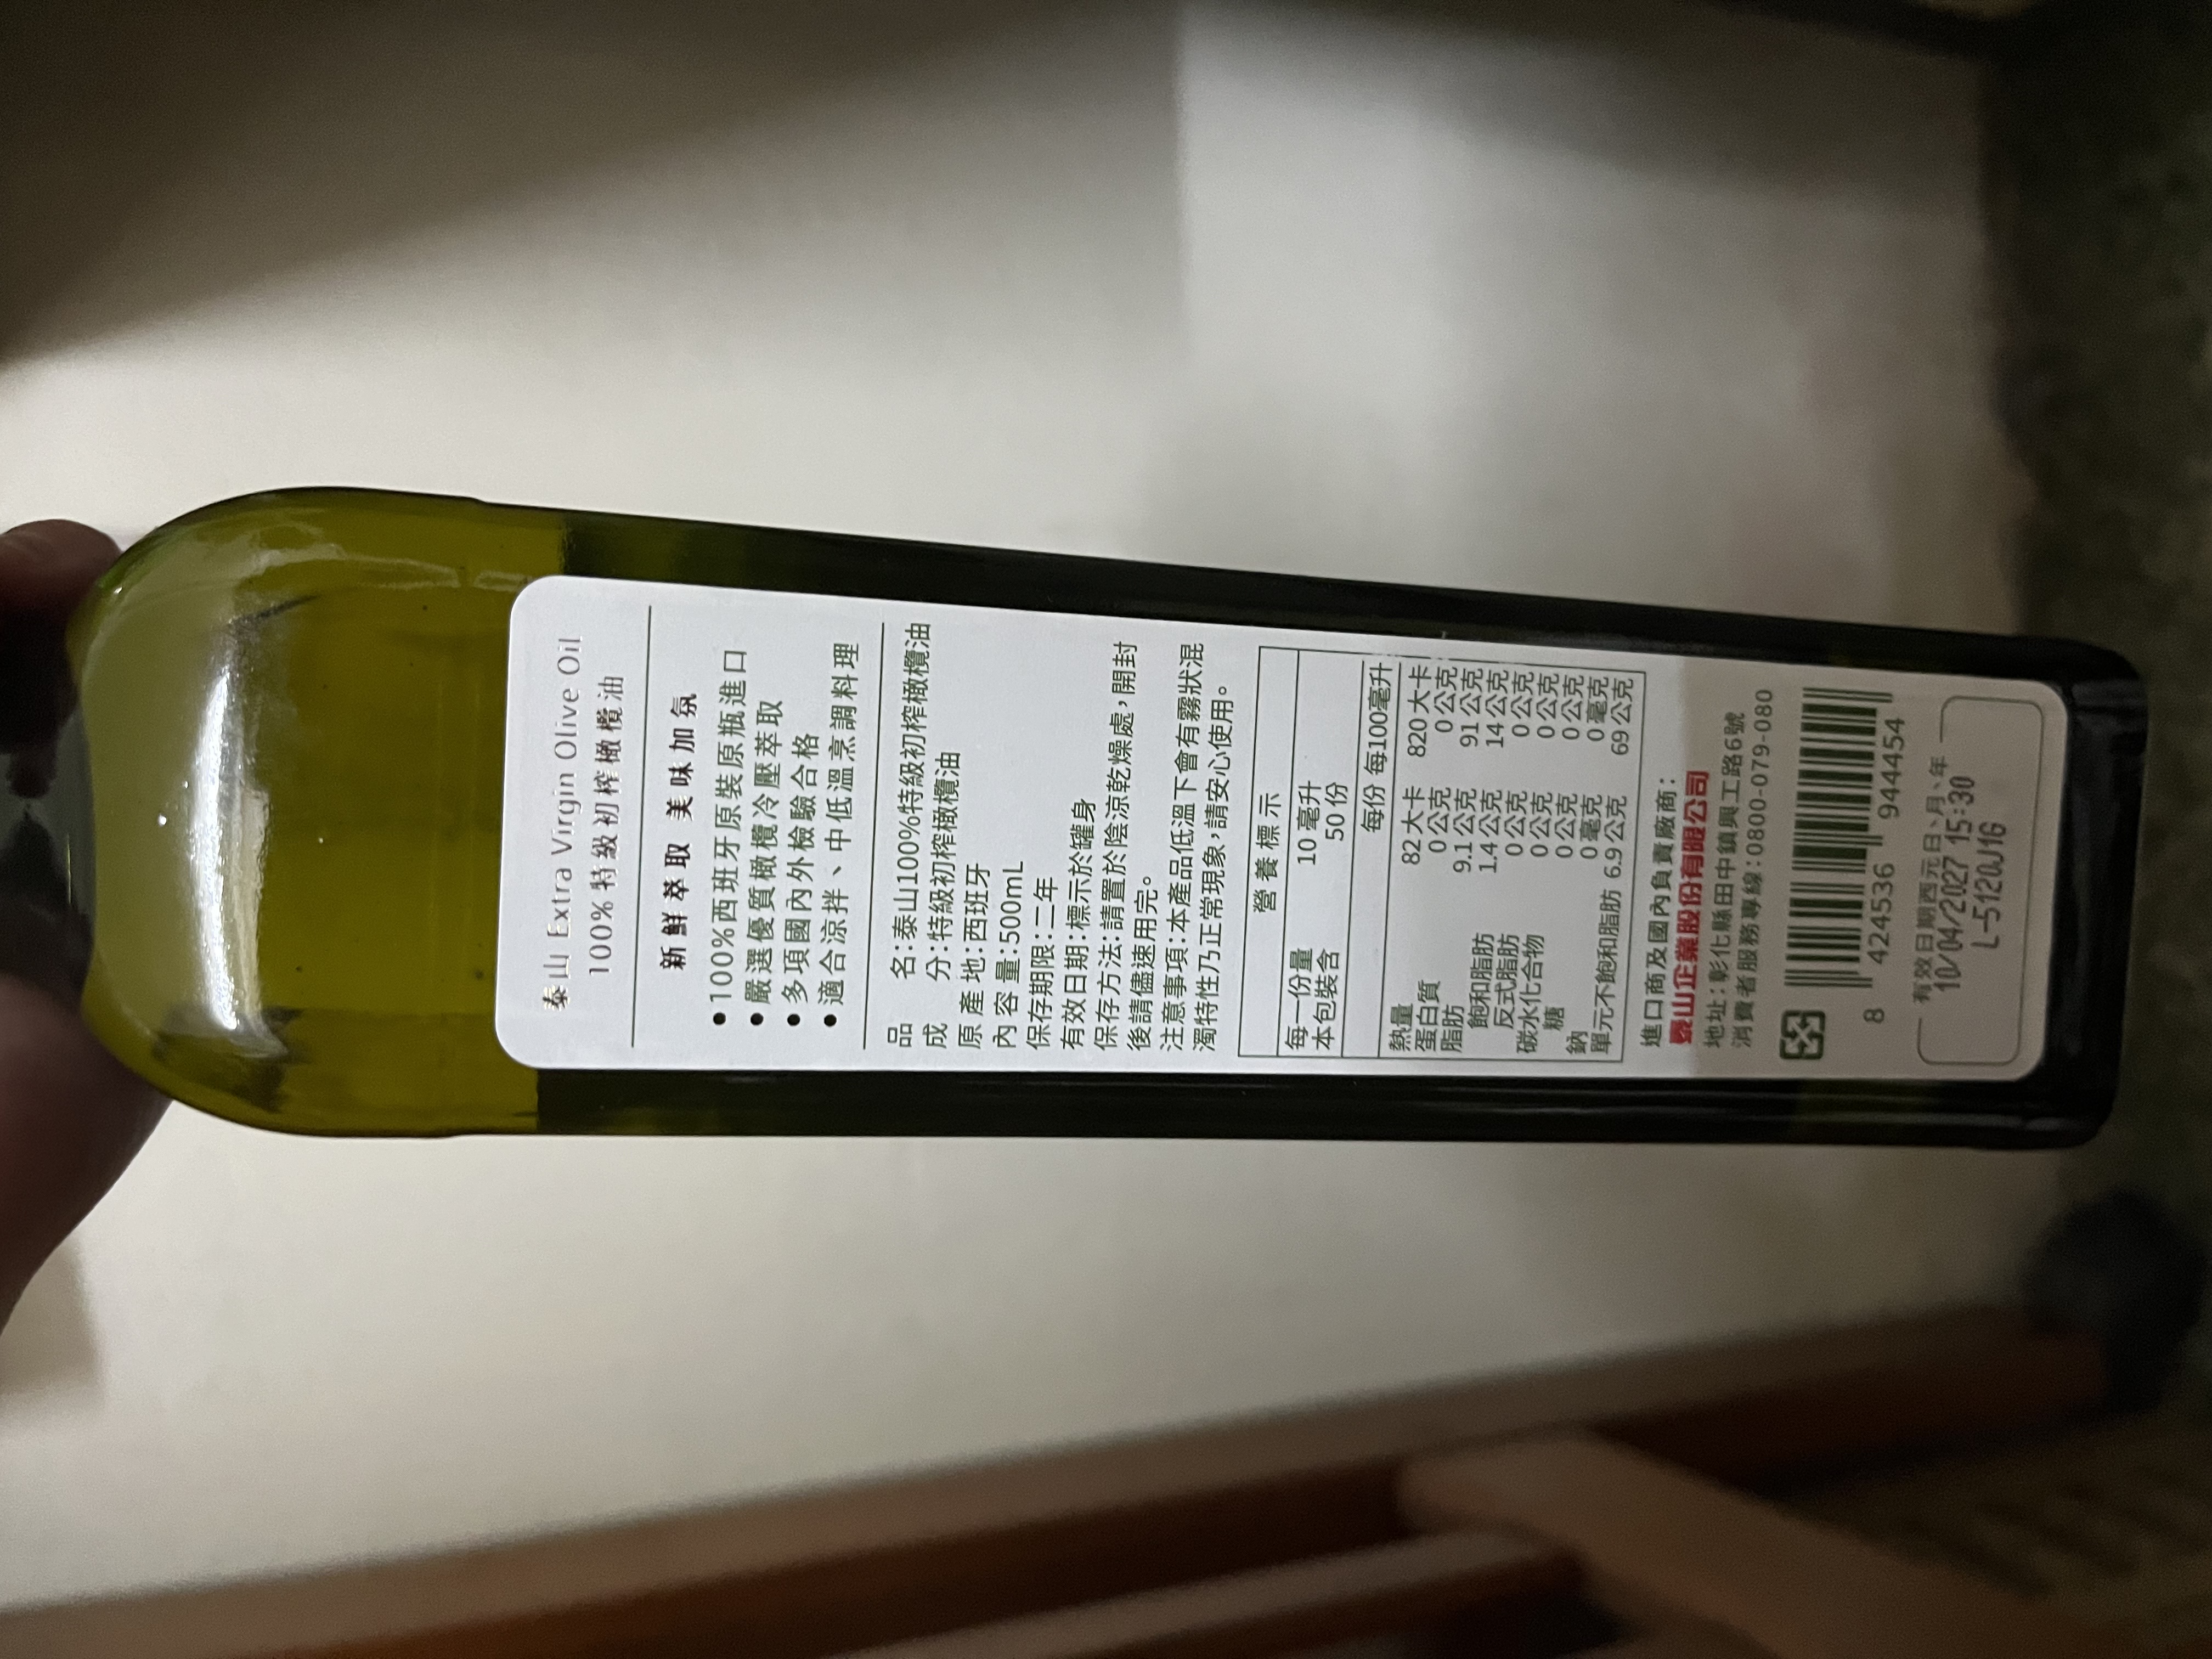 泰山 Extra Virgin Olive Oil
100%特級初榨橄欖油
新鮮萃取 美味加氛
●100%西班牙原裝原瓶進口
●嚴選優質橄欖冷壓萃取
●多項國內外檢驗合格
●適合涼拌、中低溫烹調料理
品名:泰山100%特級初榨橄欖油
成分:特級初榨橄欖油
原產地:西班牙
內容量:500mL
保存期限:二年
有效日期:標示於罐身
保存方法:請置於陰涼乾燥處,開封
後請儘速用完。
注意事項:本產品低溫下會有霧狀混
濁特性乃正常現象,請安心使用。
營養標示
每一份量 10毫升
本包裝含 50份
每份 每100毫升
熱量 82大卡 820大卡
蛋白質 0公克 0公克
脂肪 9.1公克 91公克
飽和脂肪 1.4公克 14公克
反式脂肪 0公克 0公克
碳水化合物 0公克 0公克
糖 0公克 0公克
鈉 0毫克 0毫克
單元不飽和脂肪 6.9公克 69公克
進口商及國內負責廠商:
泰山企業股份有限公司
地址:彰化縣田中鎮興工路6號
消費者服務專線:0800-079-080
8 424536 944454
有效日期西元日、月、年
10/04/2027 15:30
L-5120J16